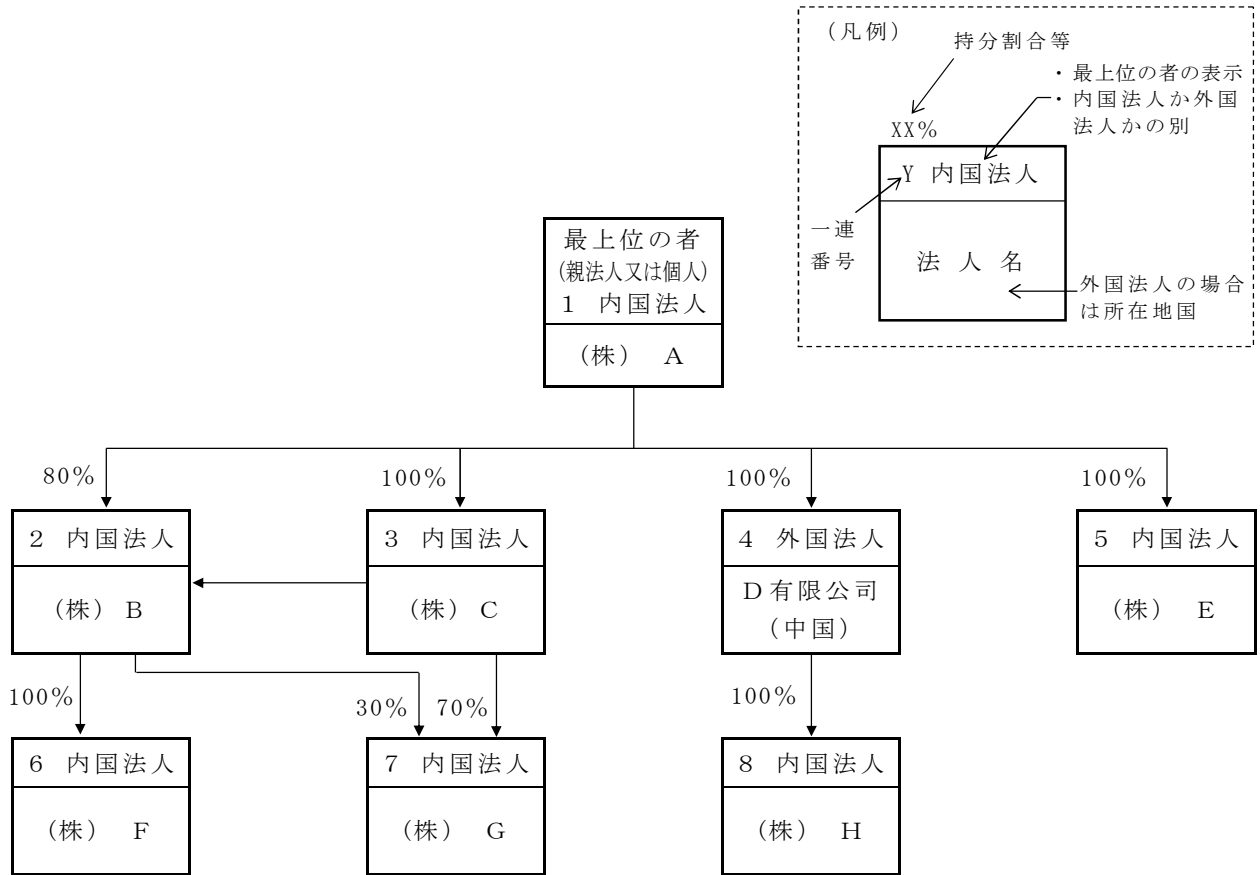 （凡例）
持分割合等
・最上位の者の表示
・内国法人か外国
法人かの別
XX％
Y 内国法人
一連
番号
法 人 名
外国法人の場合
は所在地国
最上位の者
(親法人又は個人)
1 内国法人
（株） A
80％
100％
100％
100％
2 内国法人
（株） B
3 内国法人
（株） C
4 外国法人
D有限公司
（中国）
5 内国法人
（株） E
100％
30％
70％
100％
6 内国法人
（株） F
7 内国法人
（株） G
8 内国法人
（株） H